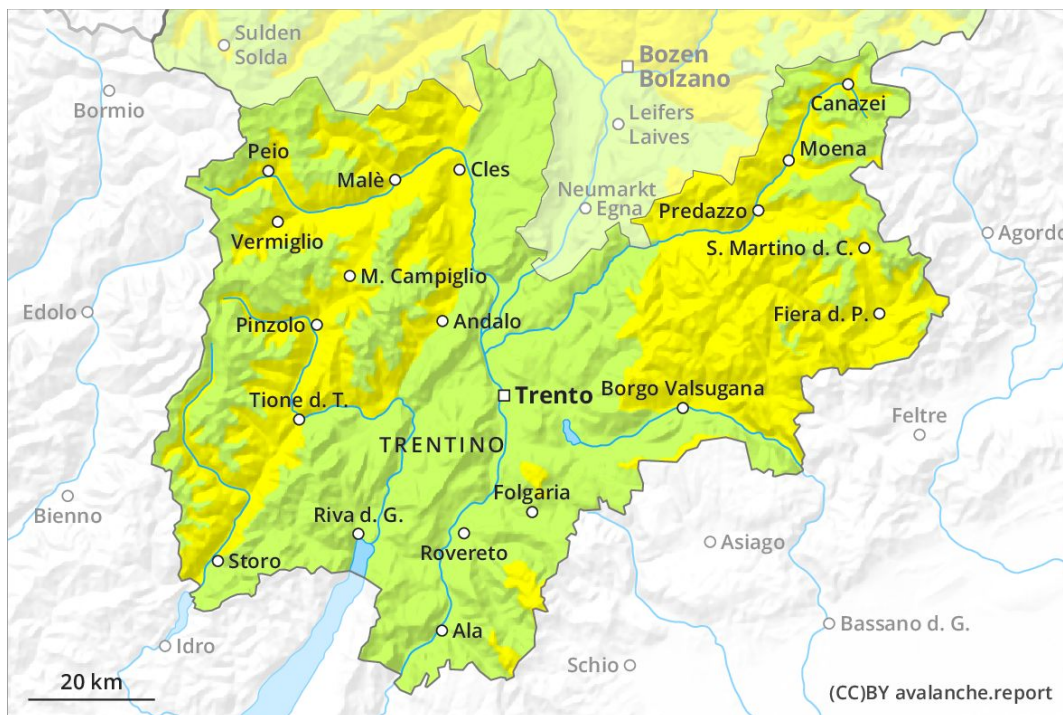 Sulden
Solda
Bozen
Bolzano
Bormio
Canazei
Leifers
Laives
Moena
Peio
Malè
Cles
Neumarkt
Egna
Predazzo
Vermiglio
S. Martino d. C.
Agordo
M. Campiglio
Edolo
Pinzolo
Andalo
Fiera d. P.
Tione d. T.
Trento
Borgo Valsugana
Feltre
TRENTINO
Bienno
Folgaria
Riva d. G.
Rovereto
Asiago
Storo
Ala
Bassano d. G.
Idro
Schio
20 km
(CC)BY avalanche.report